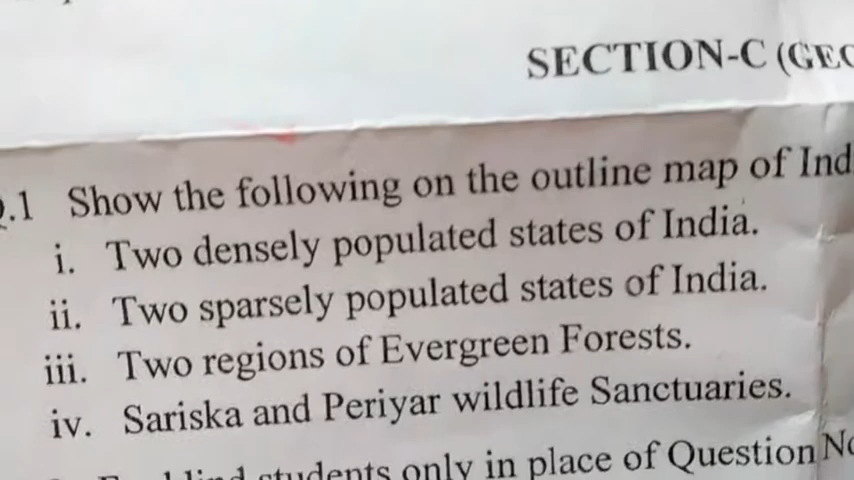 SECTION-C (GEO
.1 Show the following on the outline map of Ind
i. Two densely populated states of India.
ii. Two sparsely populated states of India.
iii. Two regions of Evergreen Forests.
iv. Sariska and Periyar wildlife Sanctuaries.
students only in place of Question No